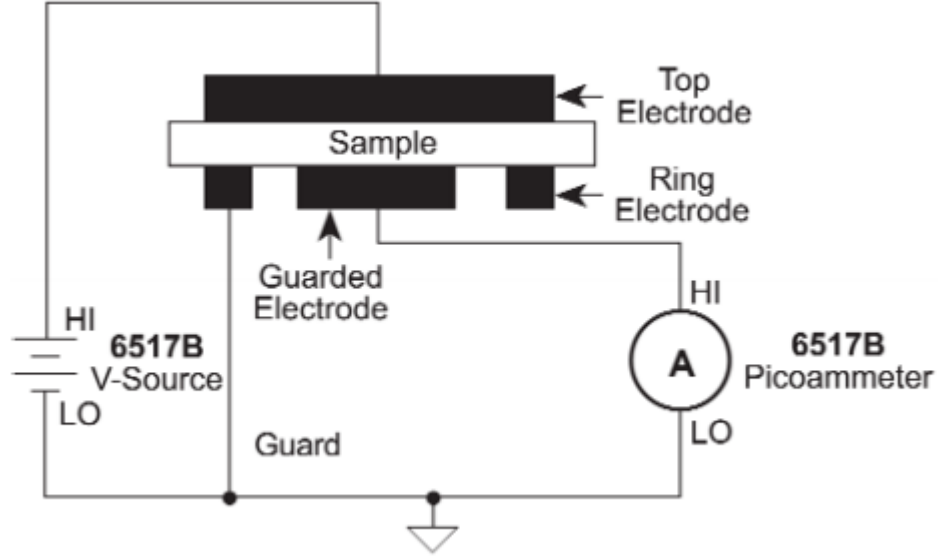 Top
Electrode
Sample
Ring
Electrode
Guarded
Electrode
HI
6517B
V-Source
LO
HI
A
6517B
Picoammeter
LO
Guard